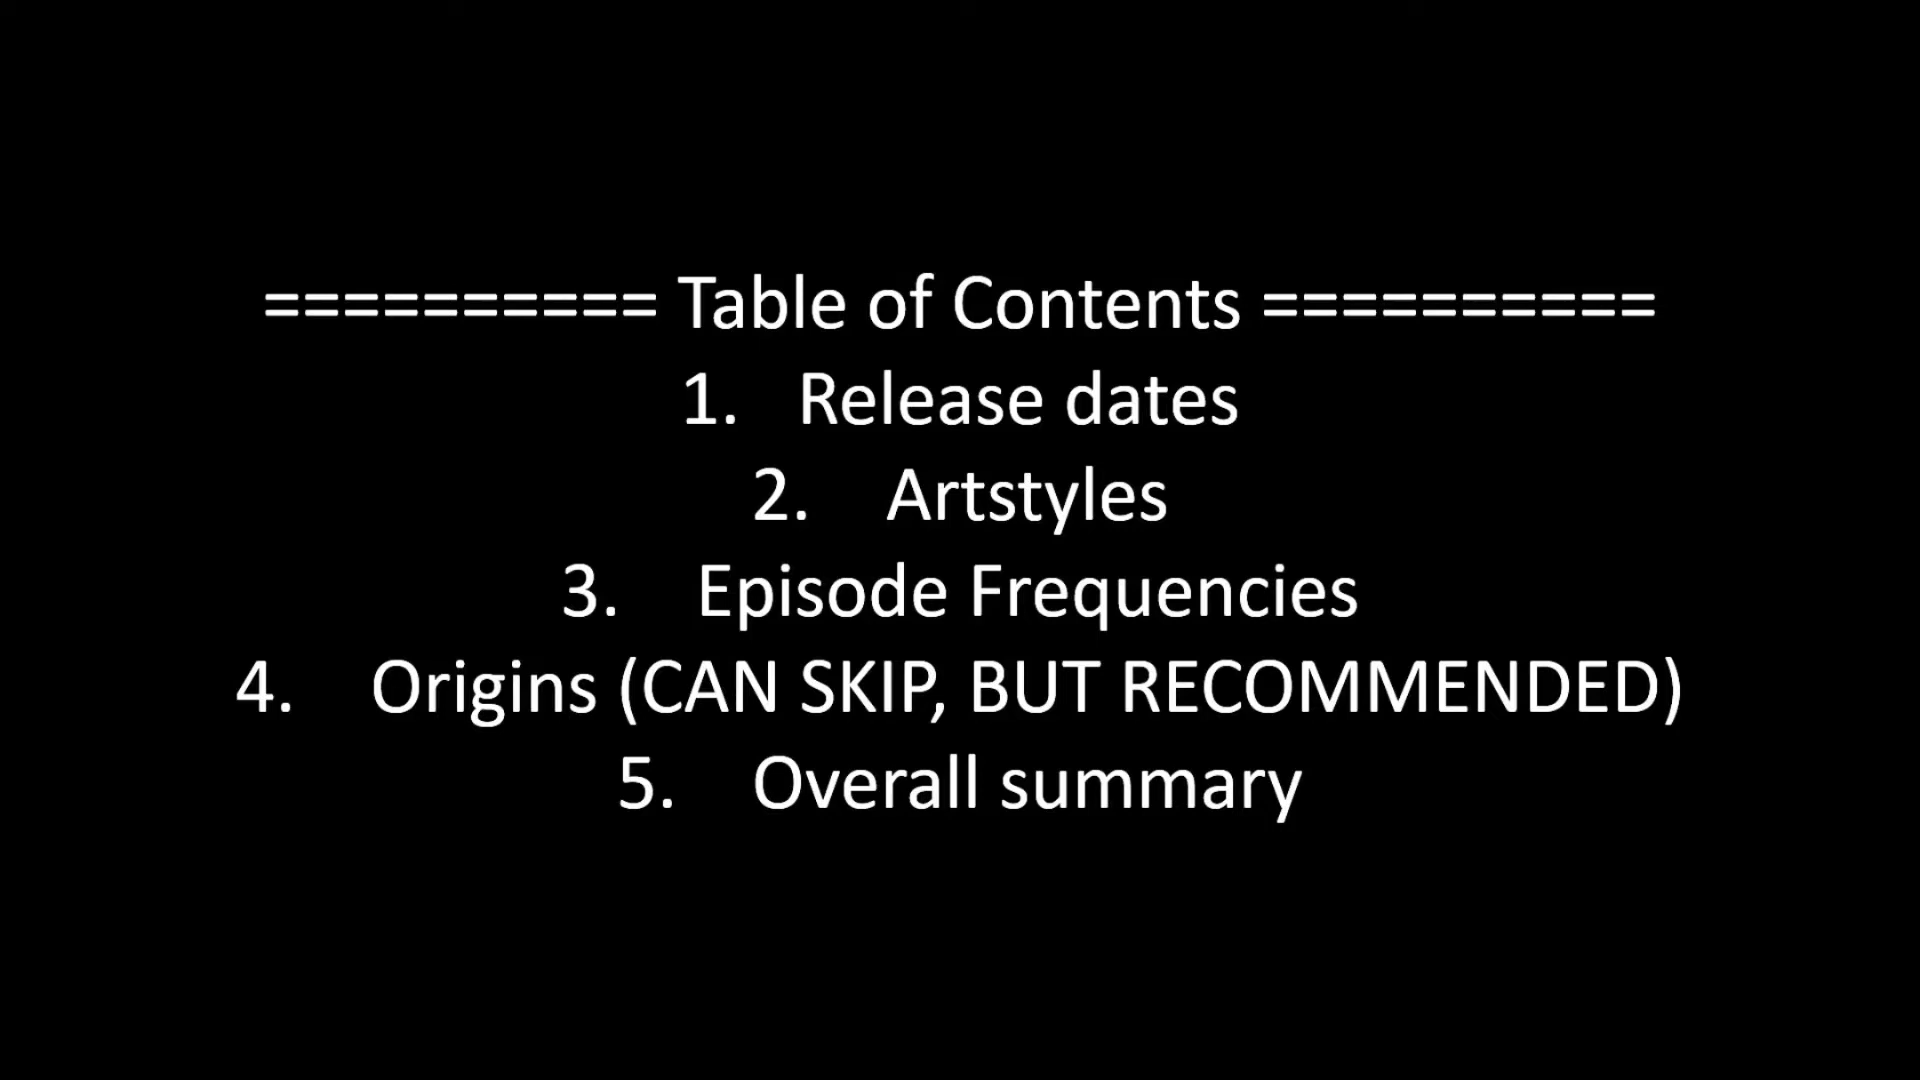 ========== Table of Contents ==========
1. Release dates
2. Artstyles
3. Episode Frequencies
4. Origins (CAN SKIP, BUT RECOMMENDED)
5. Overall summary